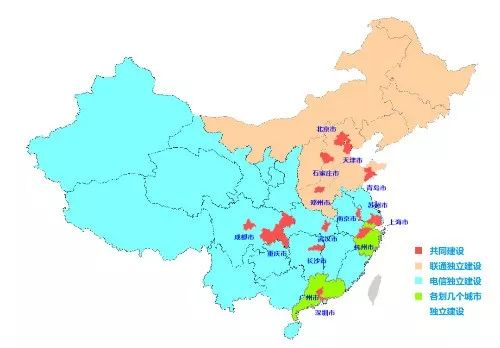 北京市
天津市
石家庄市
青岛市
郑州市
南京市
苏州市
上海市
成都市
重庆市
武汉市
杭州市
长沙市
广州市
深圳市
共同建设
联通独立建设
电信独立建设
各划几个城市
独立建设